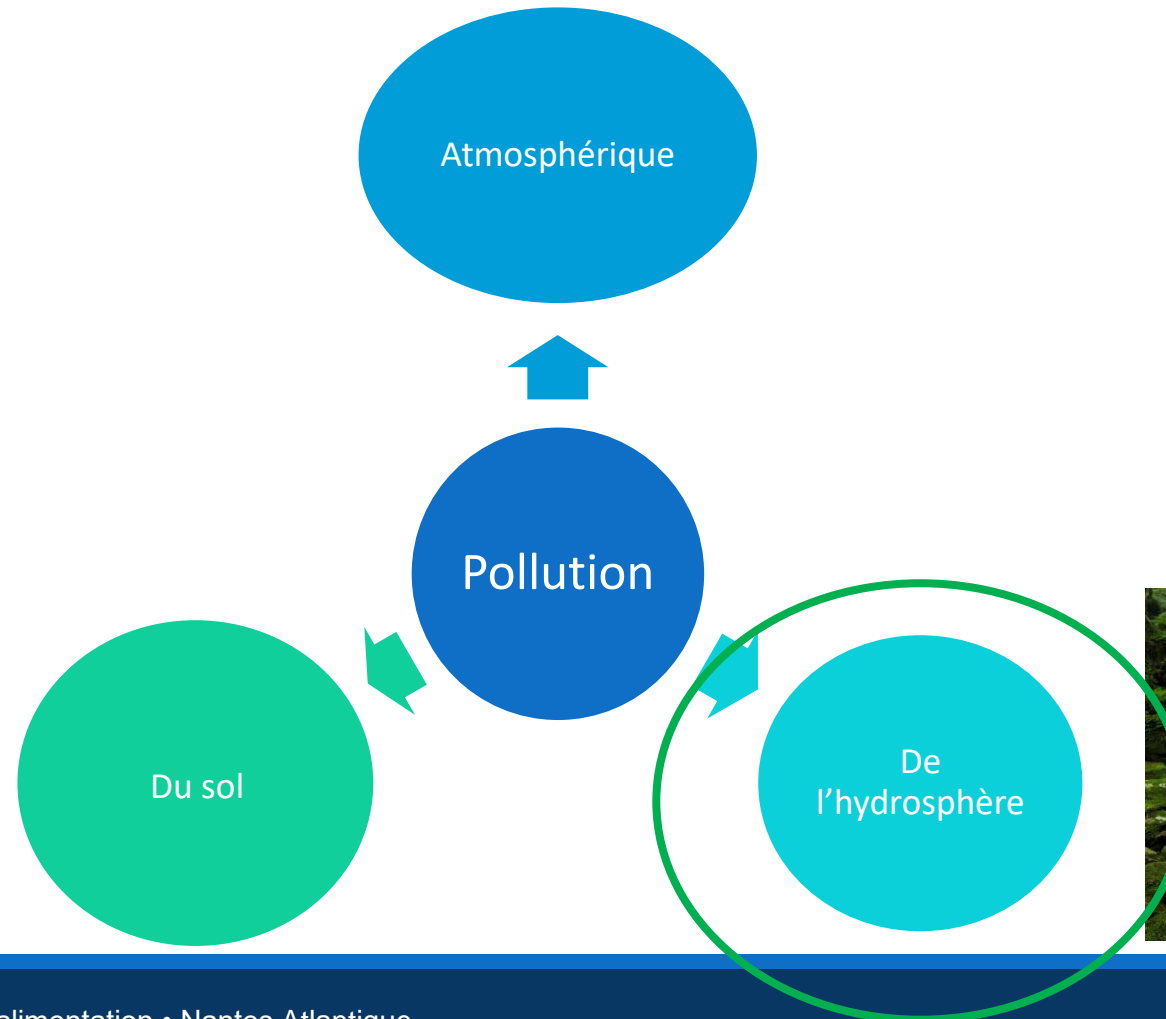 Atmosphérique
Pollution
Du sol
De
l’hydrosphère
alimentation • Nantes Atlantique